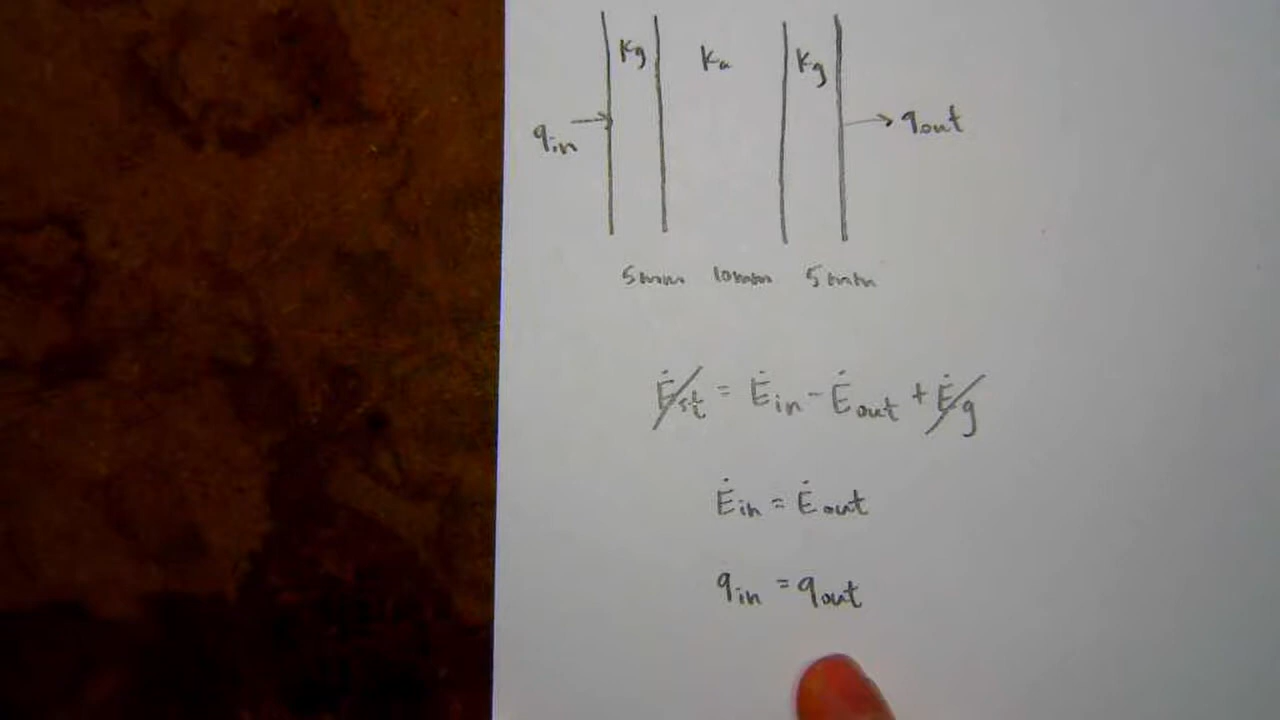 kg ka kg
qin → → qout
5mm 10mm 5mm
Ėst = Ėin - Ėout + Ėg
Ėin = Ėout
qin = qout